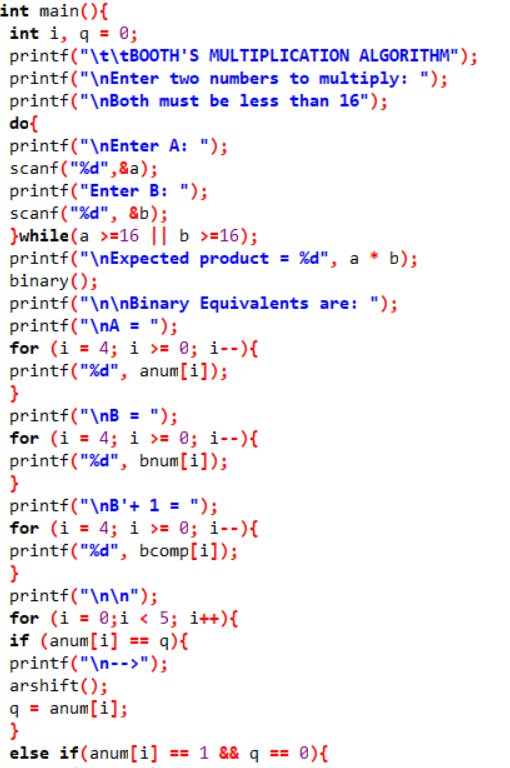 int main(){
int i, q = 0;
printf("\t\tBOOTH'S MULTIPLICATION ALGORITHM");
printf("\nEnter two numbers to multiply: ");
printf("\nBoth must be less than 16");
do{
printf("\nEnter A: ");
scanf("%d",&a);
printf("Enter B: ");
scanf("%d", &b);
}while(a >=16 || b >=16);
printf("\nExpected product = %d", a * b);
binary();
printf("\n\nBinary Equivalents are: ");
printf("\nA = ");
for (i = 4; i >= 0; i--){
printf("%d", anum[i]);
}
printf("\nB = ");
for (i = 4; i >= 0; i--){
printf("%d", bnum[i]);
}
printf("\nB'+ 1 = ");
for (i = 4; i >= 0; i--){
printf("%d", bcomp[i]);
}
printf("\n\n");
for (i = 0;i < 5; i++){
if (anum[i] == q){
printf("\n-->");
arshift();
q = anum[i];
}
else if(anum[i] == 1 && q == 0){